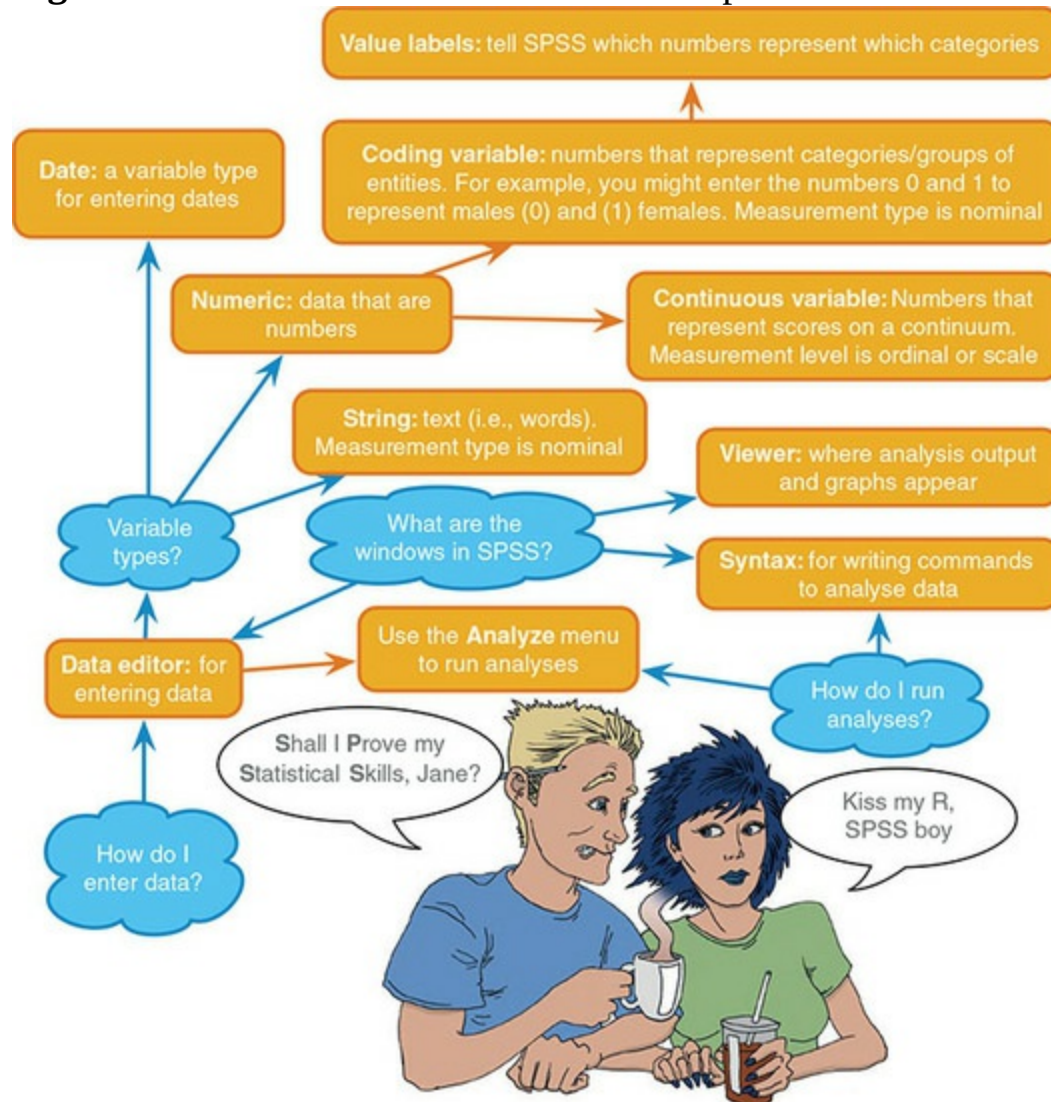 Value labels: tell SPSS which numbers represent which categories
Date: a variable type
for entering dates
Coding variable: numbers that represent categories/groups of
entities. For example, you might enter the numbers 0 and 1 to
represent males (0) and (1) females. Measurement type is nominal
Numeric: data that are
numbers
Continuous variable: Numbers that
represent scores on a continuum.
Measurement level is ordinal or scale
String: text (i.e., words).
Measurement type is nominal
Viewer: where analysis output
and graphs appear
Variable
types?
What are the
windows in SPSS?
Syntax: for writing commands
to analyse data
Data editor: for
entering data
Use the Analyze menu
to run analyses
How do I run
analyses?
Shall I Prove my
Statistical Skills, Jane?
Kiss my R,
SPSS boy
How do I
enter data?